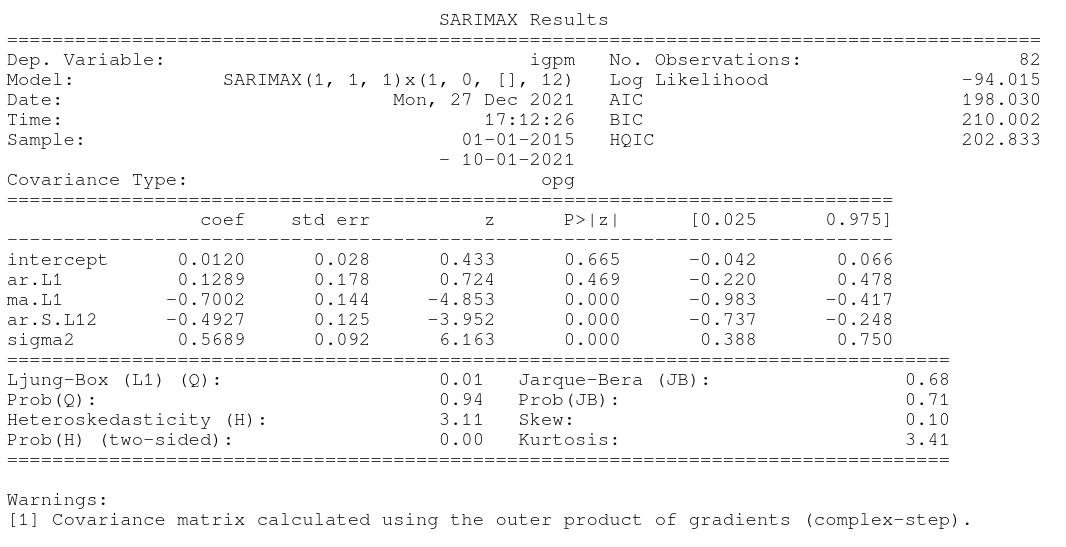 SARIMAX Results
==============================================================================================
Dep. Variable:                                  igpm   No. Observations:                   82
Model:             SARIMAX(1, 1, 1)x(1, 0, [], 12)   Log Likelihood                 -94.015
Date:                            Mon, 27 Dec 2021   AIC                            198.030
Time:                                    17:12:26   BIC                            210.002
Sample:                                01-01-2015   HQIC                           202.833
                                     - 10-01-2021
Covariance Type:                              opg
==============================================================================
                 coef    std err          z      P>|z|      [0.025      0.975]
------------------------------------------------------------------------------
intercept      0.0120      0.028      0.433      0.665      -0.042       0.066
ar.L1          0.1289      0.178      0.724      0.469      -0.220       0.478
ma.L1         -0.7002      0.144     -4.853      0.000      -0.983      -0.417
ar.S.L12      -0.4927      0.125     -3.952      0.000      -0.737      -0.248
sigma2         0.5689      0.092      6.163      0.000       0.388       0.750
===================================================================================
Ljung-Box (L1) (Q):                   0.01   Jarque-Bera (JB):                 0.68
Prob(Q):                              0.94   Prob(JB):                         0.71
Heteroskedasticity (H):               3.11   Skew:                             0.10
Prob(H) (two-sided):                  0.00   Kurtosis:                         3.41
===================================================================================

Warnings:
[1] Covariance matrix calculated using the outer product of gradients (complex-step).